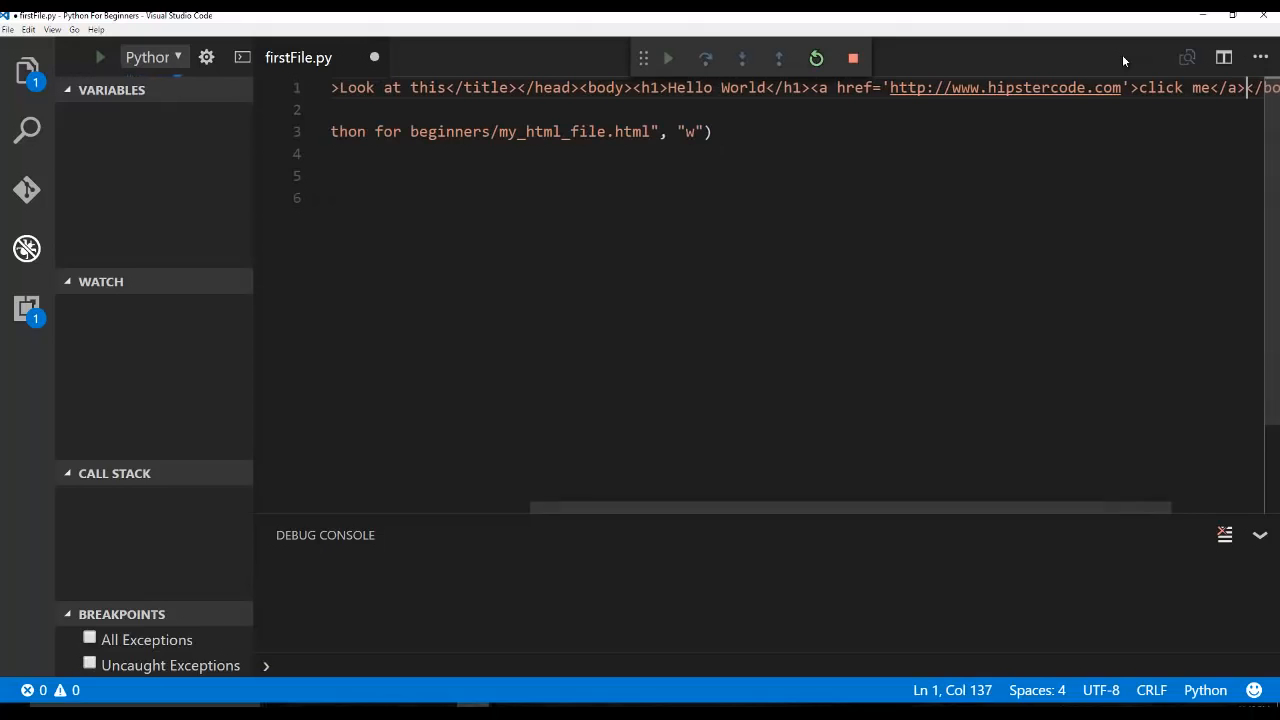 firstFile.py - Python For Beginners - Visual Studio Code
File Edit View Go Help
Python
firstFile.py
1
VARIABLES
1 >Look at this</title></head><body><h1>Hello World</h1><a href='http://www.hipstercode.com'>click me</a></bo
2
3 thon for beginners/my_html_file.html", "w")
4
5
6
WATCH
1
CALL STACK
DEBUG CONSOLE
BREAKPOINTS
All Exceptions
Uncaught Exceptions
0 0 Ln 1, Col 137 Spaces: 4 UTF-8 CRLF Python